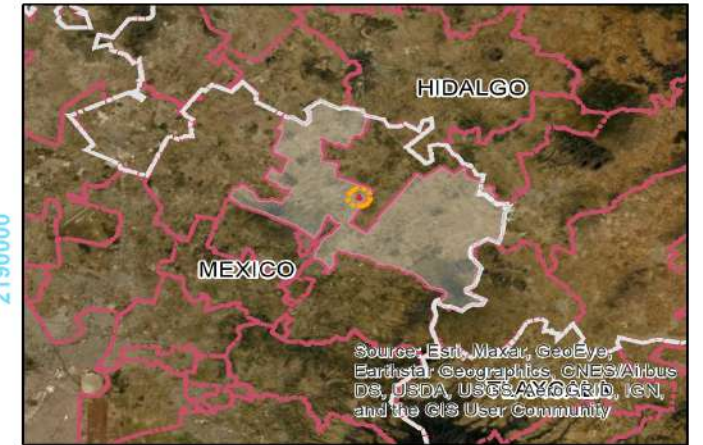 HIDALGO
2190000
MEXICO
Source: Esri, Maxar, GeoEye,
Earthstar Geographics, CNES/Airbus
DS, USDA, USGS, AeroGRID, IGN,
and the GIS User Community